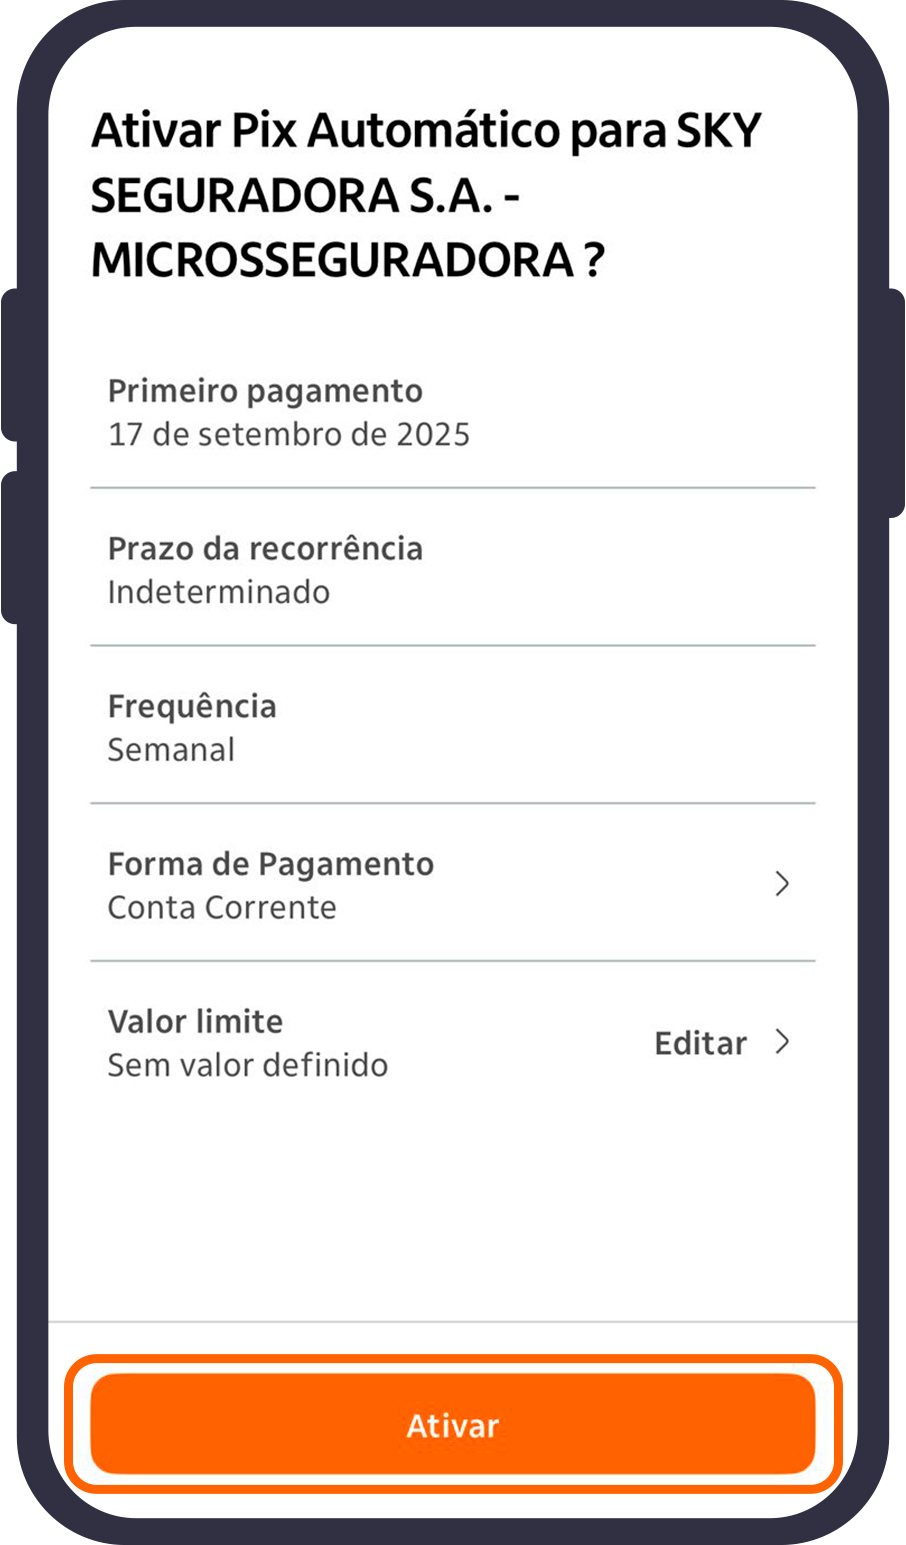 Ativar Pix Automático para SKY
SEGURADORA S.A. -
MICROSSEGURADORA ?
Primeiro pagamento
17 de setembro de 2025
Prazo da recorrência
Indeterminado
Frequência
Semanal
Forma de Pagamento
Conta Corrente
Valor limite
Sem valor definido
Editar
Ativar